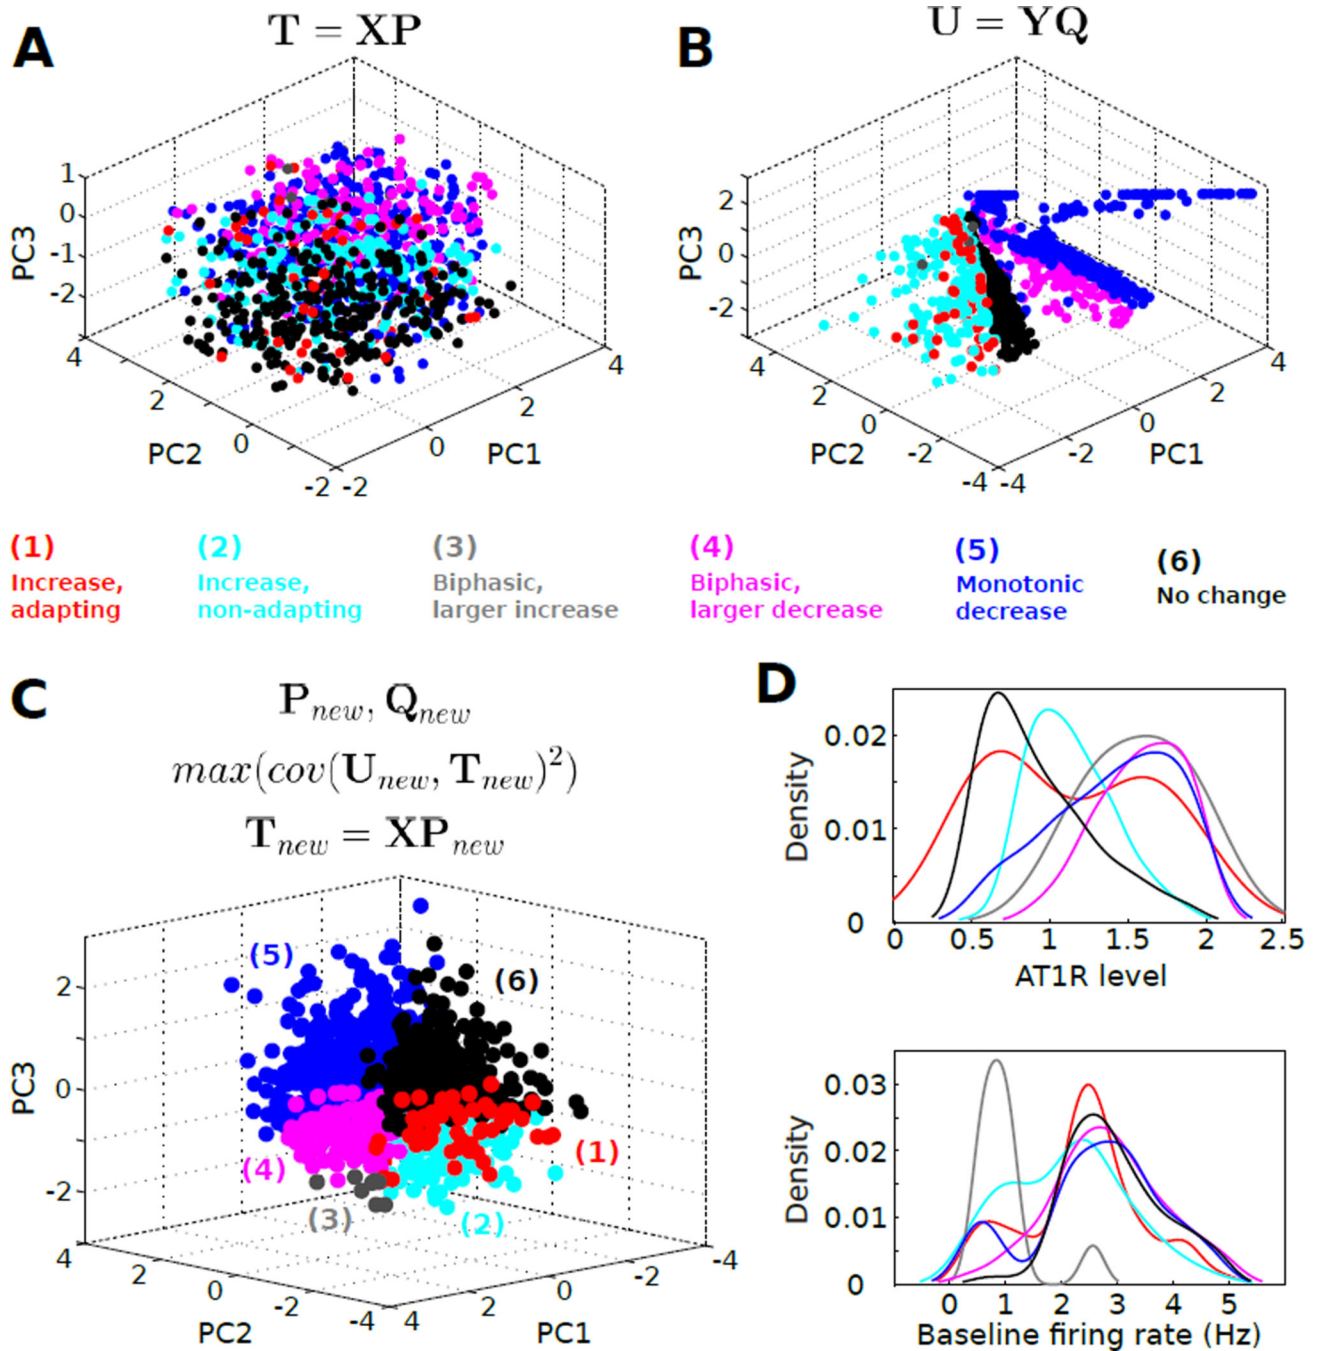 A
T = XP
B
U = YQ
1
0
-1
-2
PC3
4
2
0
-2
PC2
-2
0
2
4
PC1
2
0
-2
PC3
4
2
0
-2
-4
PC2
-4
-2
0
2
4
PC1
(1)
Increase,
adapting
(2)
Increase,
non-adapting
(3)
Biphasic,
larger increase
(4)
Biphasic,
larger decrease
(5)
Monotonic
decrease
(6)
No change
C
P_new, Q_new
max(cov(U_new, T_new)²)
T_new = XP_new
(5)
(6)
(4)
(1)
(3)
(2)
2
0
-2
PC3
4
2
0
-2
-4
PC2
4
2
0
-2
-4
PC1
D
0.02
0.01
0
Density
0 0.5 1 1.5 2 2.5
AT1R level
0.03
0.02
0.01
0
Density
0 1 2 3 4 5
Baseline firing rate (Hz)